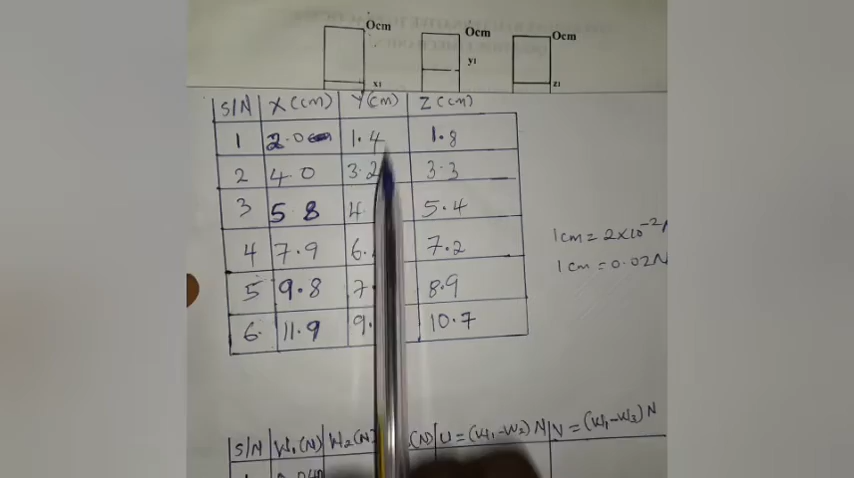 Ocm Ocm Ocm
y1
x1 z1
S/N X(cm) Y(cm) Z(cm)
1 2.0 1.4 1.8
2 4.0 3.2 3.3
3 5.8 4. 5.4
4 7.9 6. 7.2
5 9.8 7. 8.9
6. 11.9 9. 10.7
1cm = 2×10⁻²
1cm = 0.02N
S/N W₁(N) W₂(N) (N) U=(W₁-W₂)N V=(W₁-W₃)N